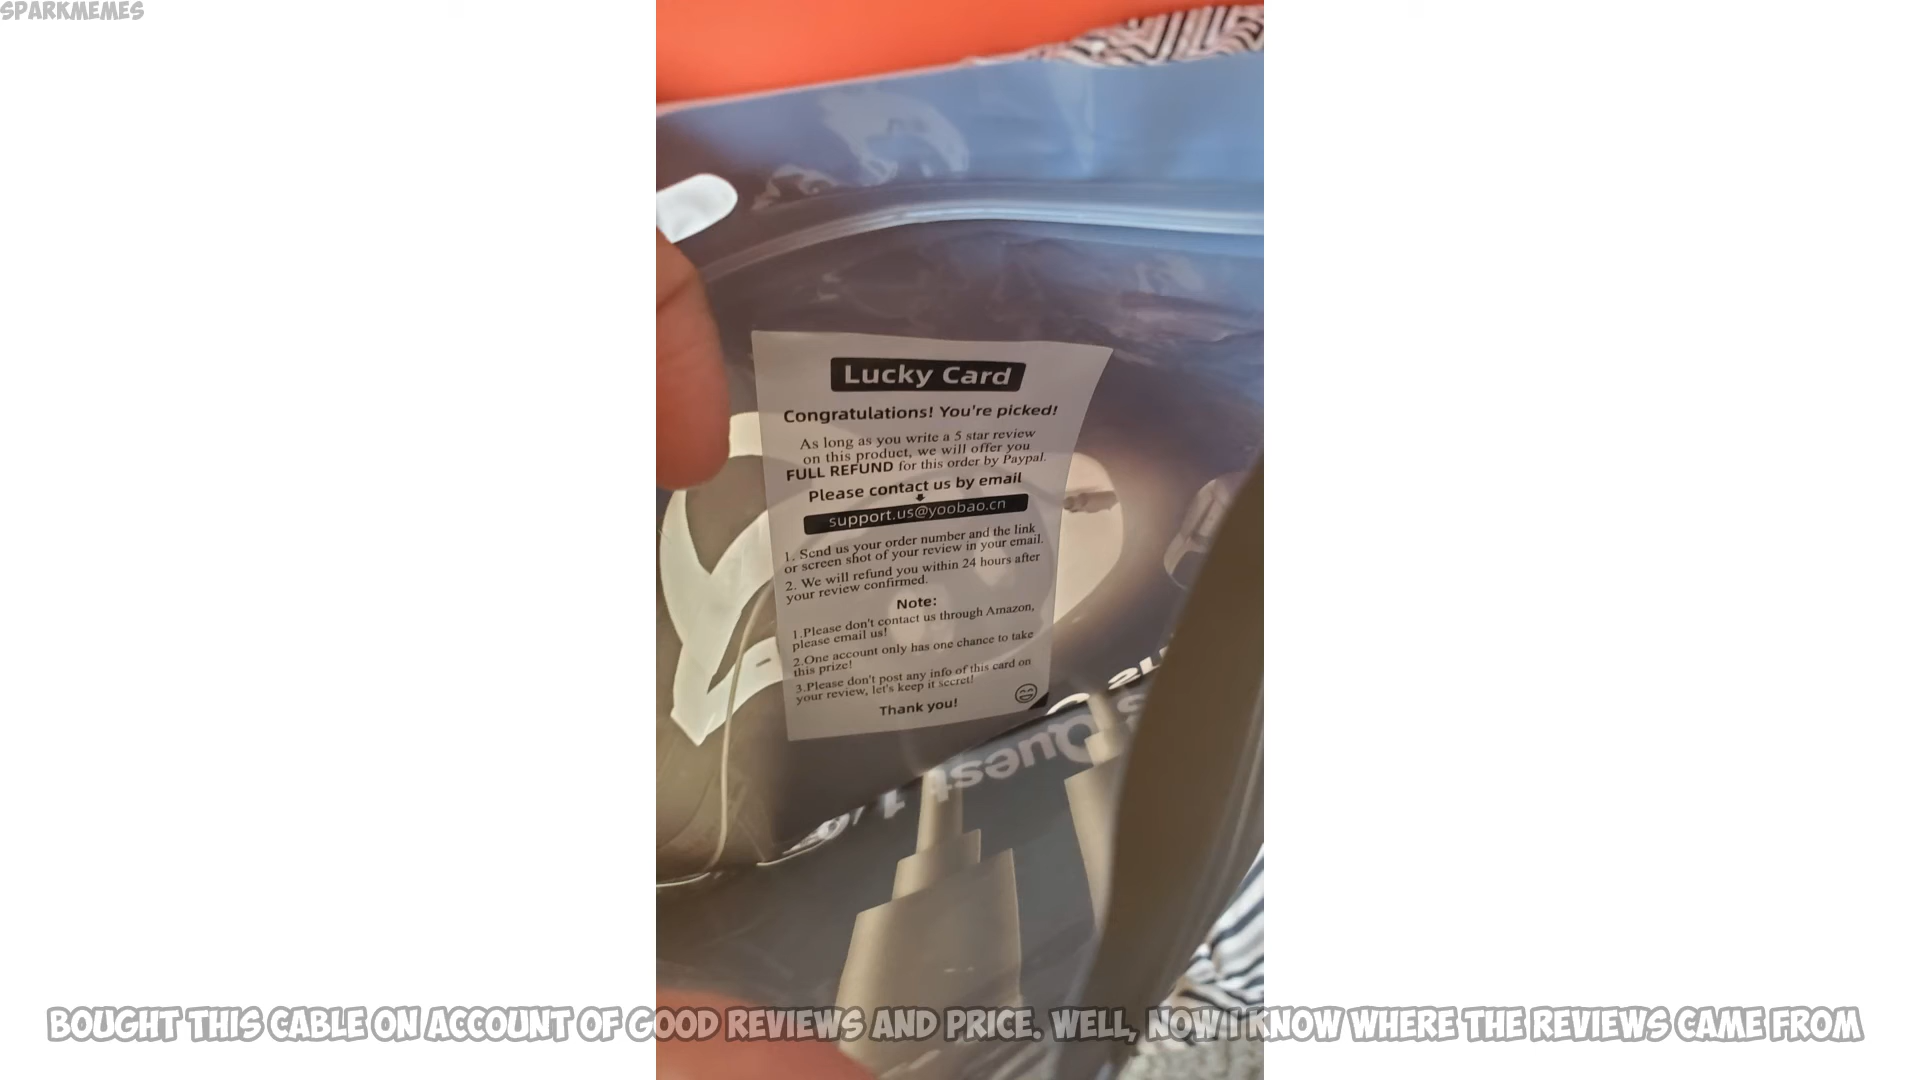 SPARKMEMES
Lucky Card
Congratulations! You're picked!
As long as you write a 5 star review
on this product, we will offer you
FULL REFUND for this order by Paypal.
Please contact us by email
support.us@yoobao.cn
1. Send us your order number and the link
or screen shot of your review in your email.
2. We will refund you within 24 hours after
your review confirmed.
Note:
1.Please don't contact us through Amazon,
please email us!
2.One account only has one chance to take
this prize!
3.Please don't post any info of this card on
your review, let's keep it secret!
Thank you!
Quest 1
BOUGHT THIS CABLE ON ACCOUNT OF GOOD REVIEWS AND PRICE. WELL, NOW I KNOW WHERE THE REVIEWS CAME FROM